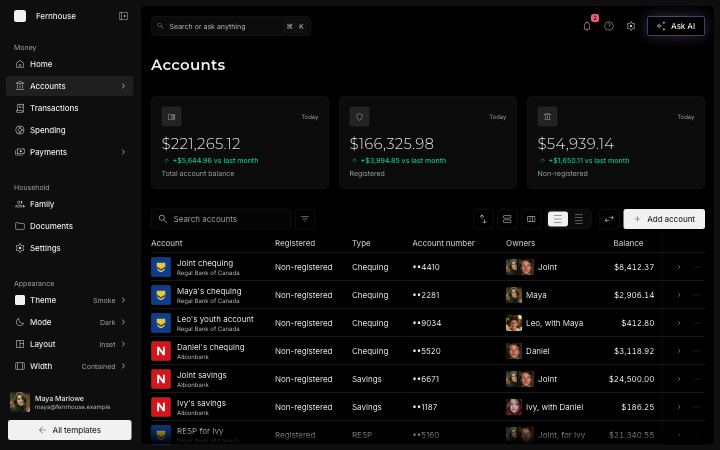 Fernhouse
Money
Home
Accounts
Transactions
Spending
Payments
Household
Family
Documents
Settings
Appearance
Theme Smoke
Mode Dark
Layout Inset
Width Contained
Maya Marlowe
maya@fernhouse.example
All templates
Search or ask anything ⌘ K
2
Ask AI
Accounts
Today
$221,265.12
+$5,644.96 vs last month
Total account balance
Today
$166,325.98
+$3,994.85 vs last month
Registered
Today
$54,939.14
+$1,650.11 vs last month
Non-registered
Search accounts
Add account
Account Registered Type Account number Owners Balance
Joint chequing
Regal Bank of Canada
Non-registered Chequing ••4410 Joint $8,412.37
Maya's chequing
Regal Bank of Canada
Non-registered Chequing ••2281 Maya $2,906.14
Leo's youth account
Regal Bank of Canada
Non-registered Chequing ••9034 Leo, with Maya $412.80
N
Daniel's chequing
Albionbank
Non-registered Chequing ••5520 Daniel $3,118.92
N
Joint savings
Albionbank
Non-registered Savings ••6671 Joint $24,500.00
N
Ivy's savings
Albionbank
Non-registered Savings ••1187 Ivy, with Daniel $186.25
RESP for Ivy
Regal Bank of Canada
Registered RESP ••5160 Joint, for Ivy $21,340.55